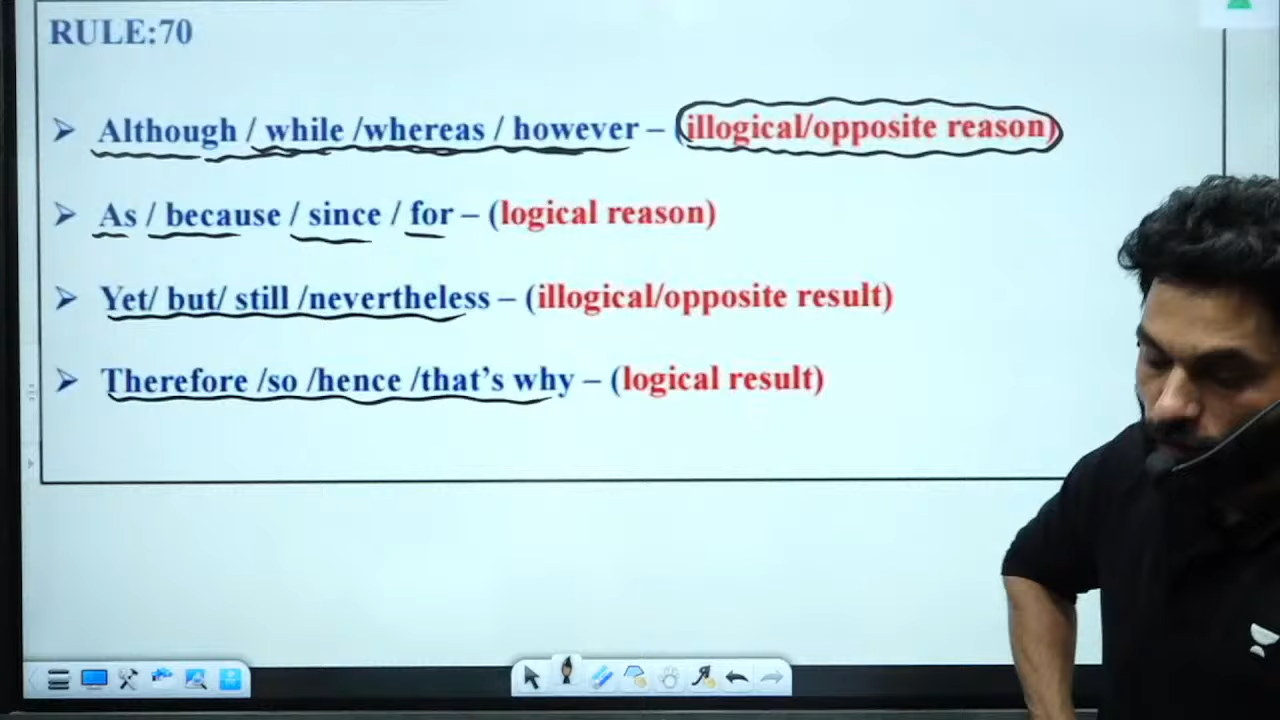 RULE:70
➢ Although / while /whereas / however – (illogical/opposite reason)
➢ As / because / since / for – (logical reason)
➢ Yet/ but/ still /nevertheless – (illogical/opposite result)
➢ Therefore /so /hence /that's why – (logical result)